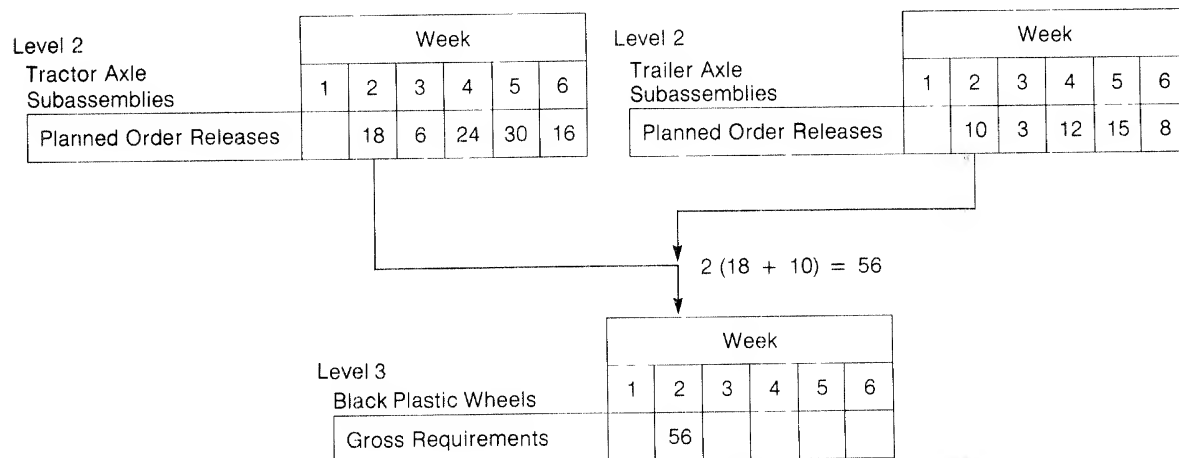 Level 2
Tractor Axle
Subassemblies
Week
1 2 3 4 5 6
Planned Order Releases 18 6 24 30 16
Level 2
Trailer Axle
Subassemblies
Week
1 2 3 4 5 6
Planned Order Releases 10 3 12 15 8
2 (18 + 10) = 56
Level 3
Black Plastic Wheels
Week
1 2 3 4 5 6
Gross Requirements 56